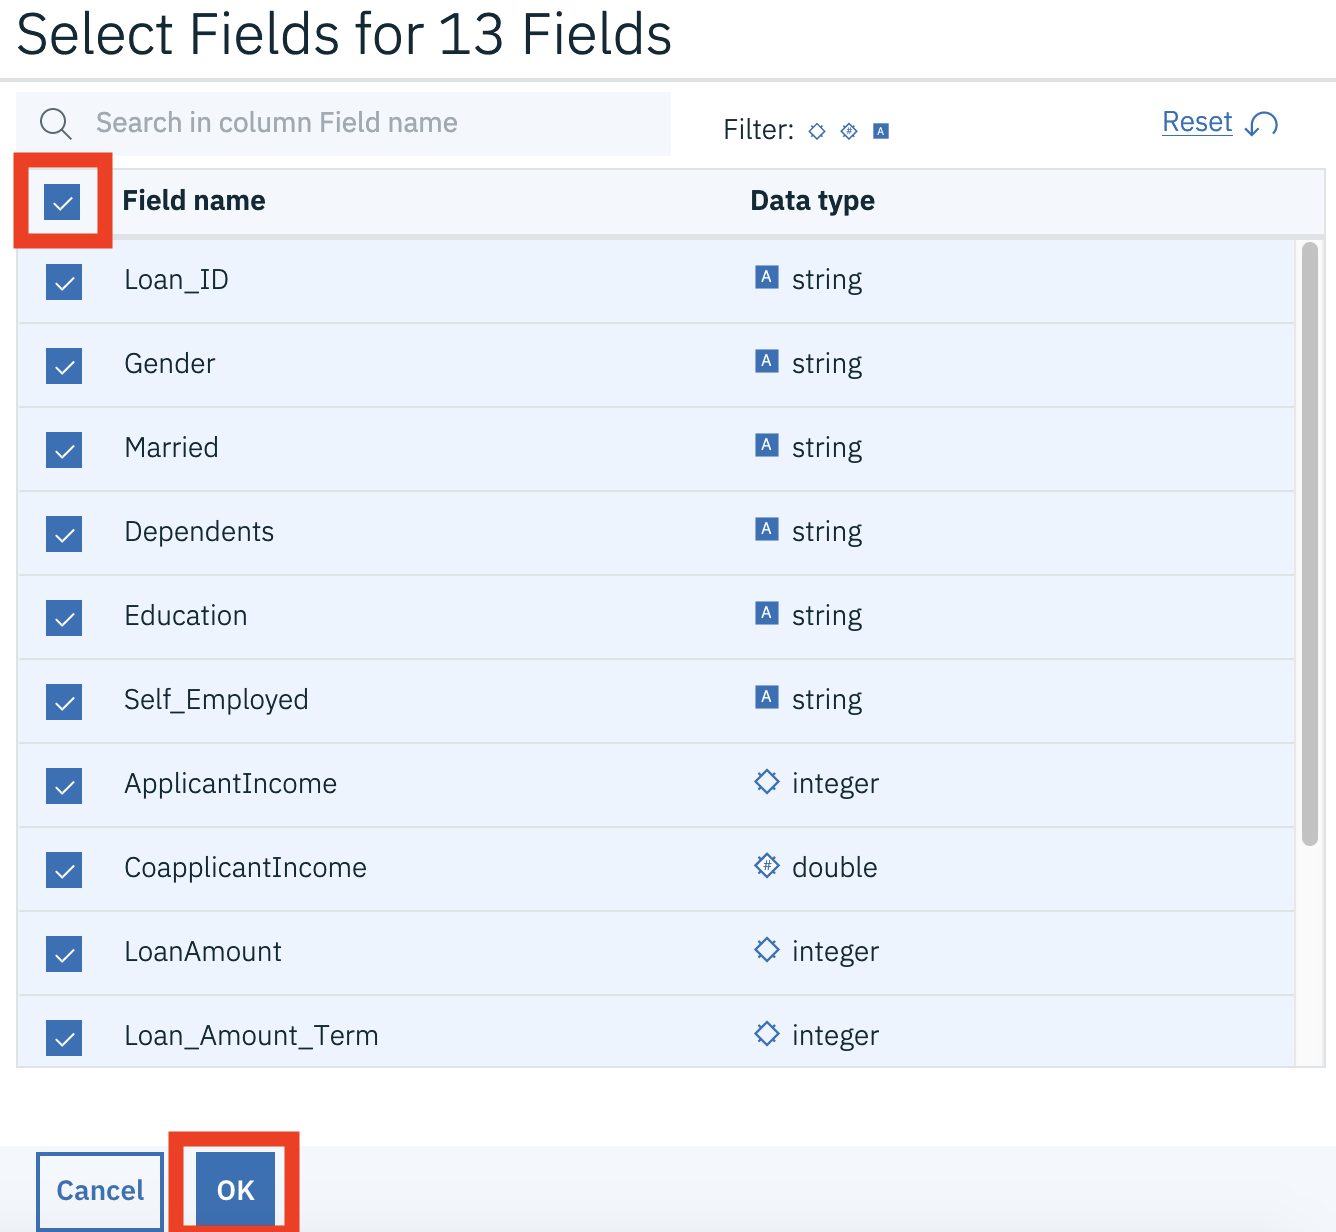 Select Fields for 13 Fields
Search in column Field name
Filter: # A
Reset
Field name Data type
Loan_ID A string
Gender A string
Married A string
Dependents A string
Education A string
Self_Employed A string
ApplicantIncome integer
CoapplicantIncome # double
LoanAmount integer
Loan_Amount_Term integer
Cancel OK